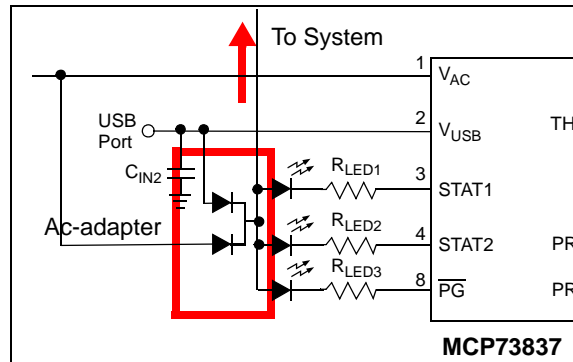 To System
1
VAC
USB
Port
2
VUSB
TH
CIN2
RLED1
3
STAT1
Ac-adapter
RLED2
4
STAT2
PR
RLED3
8
PG
PR
MCP73837